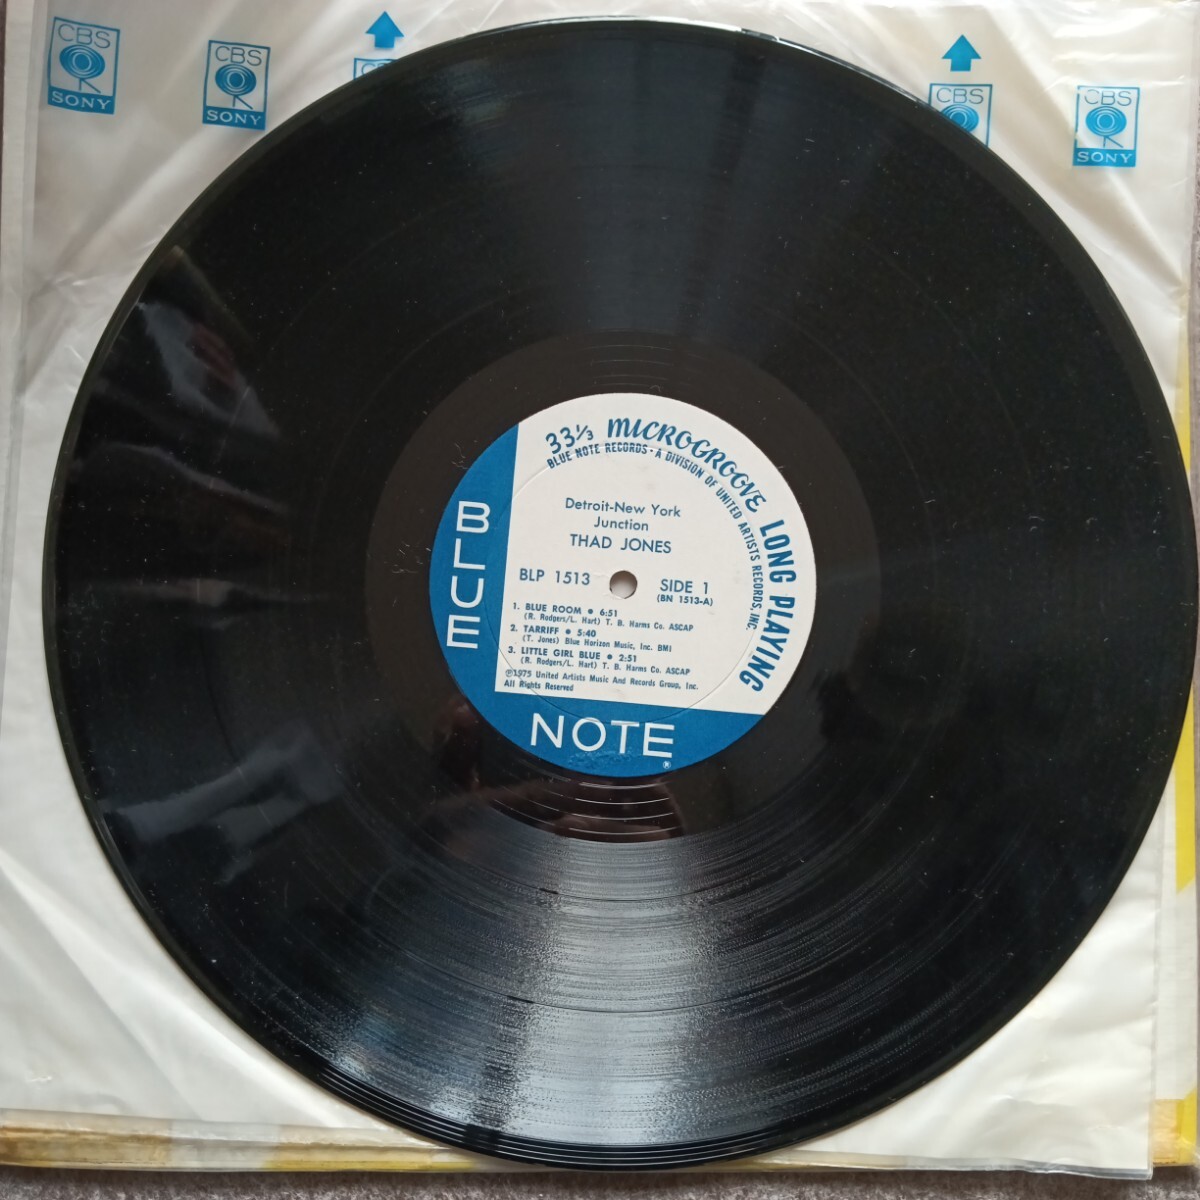 CBS
SONY
CBS
SONY
CBS
CBS
CBS
SONY
33⅓ MICROGROOVE LONG PLAYING
BLUE NOTE RECORDS • A DIVISION OF UNITED ARTISTS RECORDS, INC.
Detroit-New York
Junction
THAD JONES
BLP 1513
SIDE 1
(BN 1513-A)
1. BLUE ROOM • 6:51
(R. Rodgers/L. Hart) T. B. Harms Co. ASCAP
2. TARRIFF • 5:40
(T. Jones) Blue Horizon Music, Inc. BMI
3. LITTLE GIRL BLUE • 2:51
(R. Rodgers/L. Hart) T. B. Harms Co. ASCAP
℗1975 United Artists Music And Records Group, Inc.
All Rights Reserved
BLUE
NOTE
®